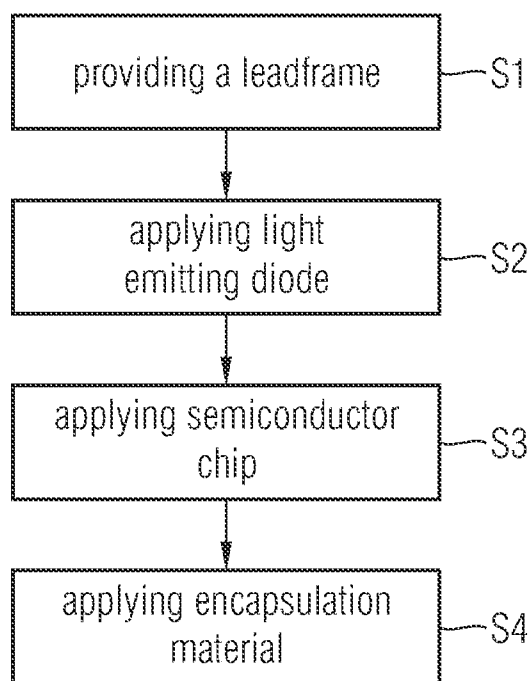 providing a leadframe
S1
applying light
emitting diode
S2
applying semiconductor
chip
S3
applying encapsulation
material
S4